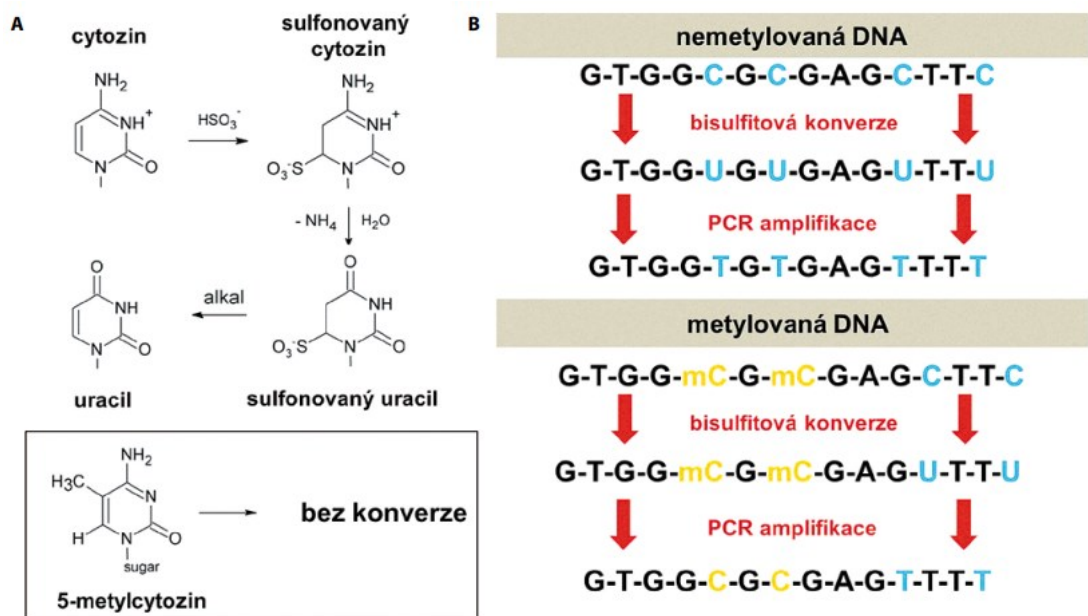 A
cytozin
sulfonovaný
cytozin
NH2
NH+
N
O
HSO3-
NH2
NH+
O3-S
N
O
- NH4
H2O
O
NH
N
O
alkal
O
NH
O3-S
N
O
uracil
sulfonovaný uracil
NH2
H3C
N
H
N
O
sugar
bez konverze
5-metylcytozin
B
nemetylovaná DNA
G-T-G-G-C-G-C-G-A-G-C-T-T-C
bisulfitová konverze
G-T-G-G-U-G-U-G-A-G-U-T-T-U
PCR amplifikace
G-T-G-G-T-G-T-G-A-G-T-T-T-T
metylovaná DNA
G-T-G-G-mC-G-mC-G-A-G-C-T-T-C
bisulfitová konverze
G-T-G-G-mC-G-mC-G-A-G-U-T-T-U
PCR amplifikace
G-T-G-G-C-G-C-G-A-G-T-T-T-T